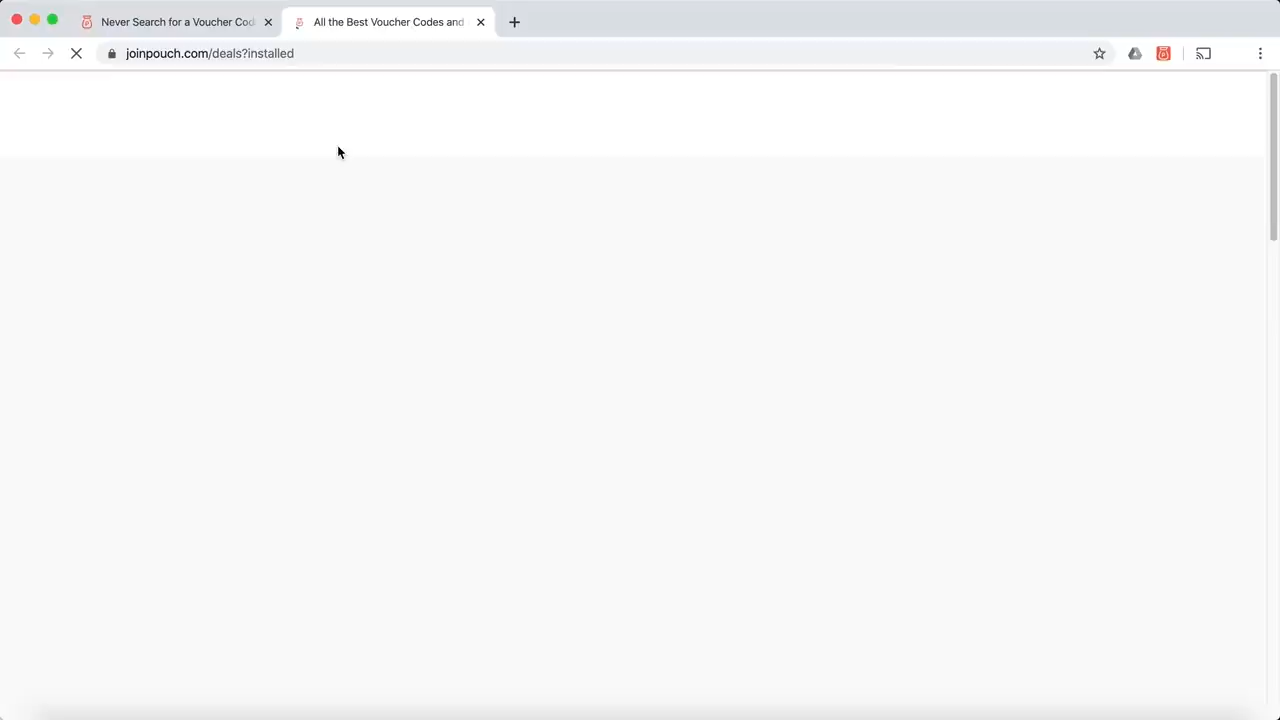 Never Search for a Voucher Cod
All the Best Voucher Codes and
joinpouch.com/deals?installed